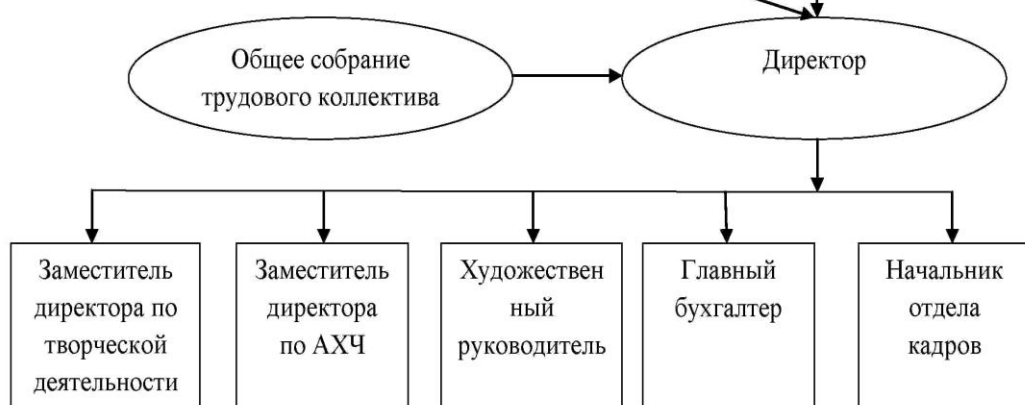 Общее собрание
трудового коллектива
Директор
Заместитель
директора по
творческой
деятельности
Заместитель
директора
по АХЧ
Художествен
ный
руководитель
Главный
бухгалтер
Начальник
отдела
кадров